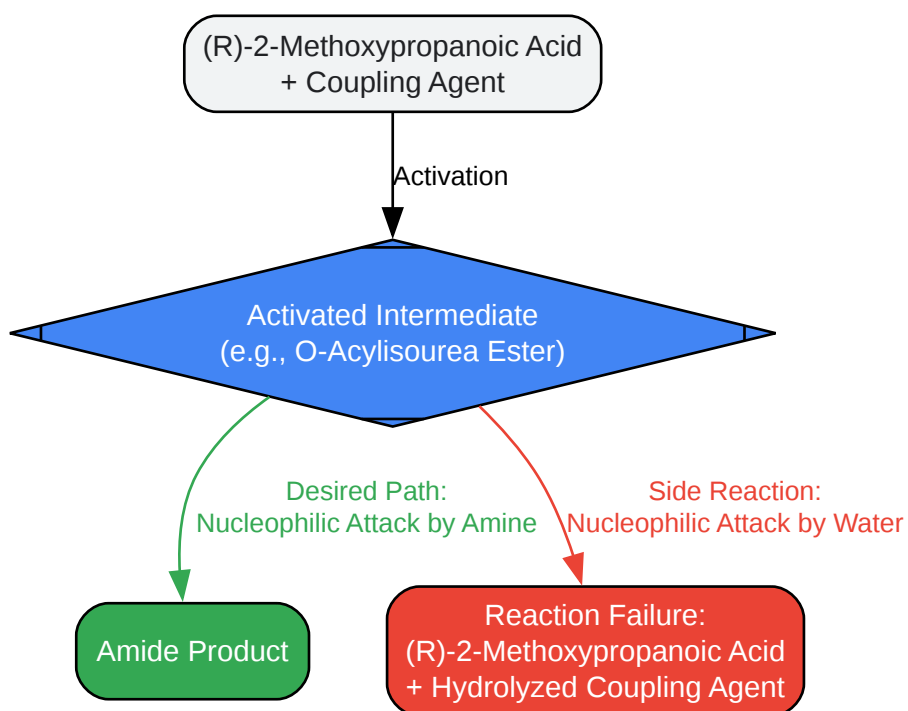 (R)-2-Methoxypropanoic Acid
+ Coupling Agent
Activation
Activated Intermediate
(e.g., O-Acylisourea Ester)
Desired Path:
Nucleophilic Attack by Amine
Side Reaction:
Nucleophilic Attack by Water
Amide Product
Reaction Failure:
(R)-2-Methoxypropanoic Acid
+ Hydrolyzed Coupling Agent